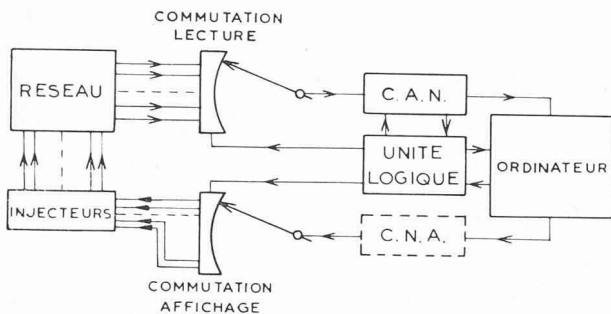 COMMUTATION
LECTURE
RESEAU
C. A. N.
UNITE
LOGIQUE
ORDINATEUR
INJECTEURS
C. N. A.
COMMUTATION
AFFICHAGE